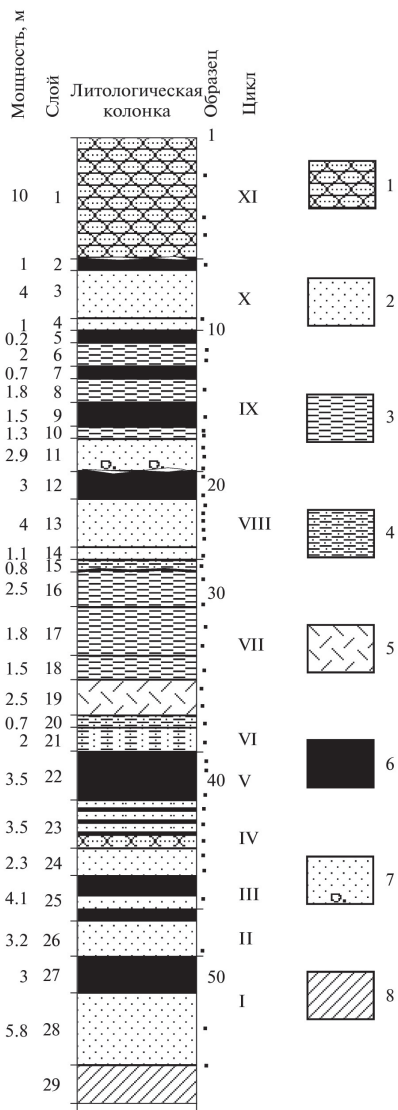 Мощность, м
Слой
Литологическая
колонка
Образец
Цикл
1
10 1 XI 1
1 2
4 3 X 2
1 4
0.2 5 10
2 6
0.7 7
1.8 8 3
1.5 9 IX
1.3 10
2.9 11
3 12 20
4 13 VIII 4
1.1 14
0.8 15
2.5 16 30
1.8 17 VII 5
1.5 18
2.5 19
0.7 20
2 21 VI
3.5 22 40 V 6
3.5 23 IV
2.3 24
4.1 25 III 7
3.2 26 II
3 27 50
5.8 28 I 8
29